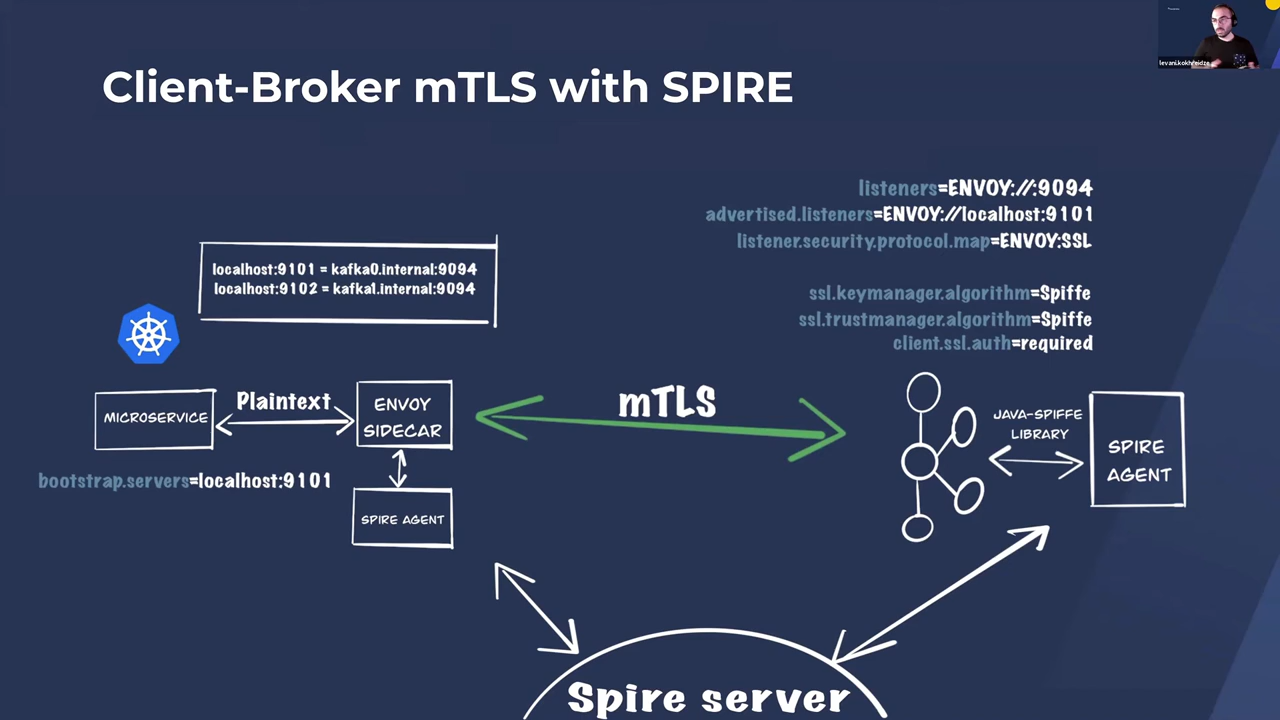 levani.kokhreidze
Client-Broker mTLS with SPIRE
listeners=ENVOY://:9094
advertised.listeners=ENVOY://localhost:9101
listener.security.protocol.map=ENVOY:SSL
localhost:9101 = kafka0.internal:9094
localhost:9102 = kafka1.internal:9094
ssl.keymanager.algorithm=Spiffe
ssl.trustmanager.algorithm=Spiffe
client.ssl.auth=required
MICROSERVICE
Plaintext
ENVOY
SIDECAR
mTLS
JAVA-SPIFFE
LIBRARY
SPIRE
AGENT
bootstrap.servers=localhost:9101
SPIRE AGENT
Spire server